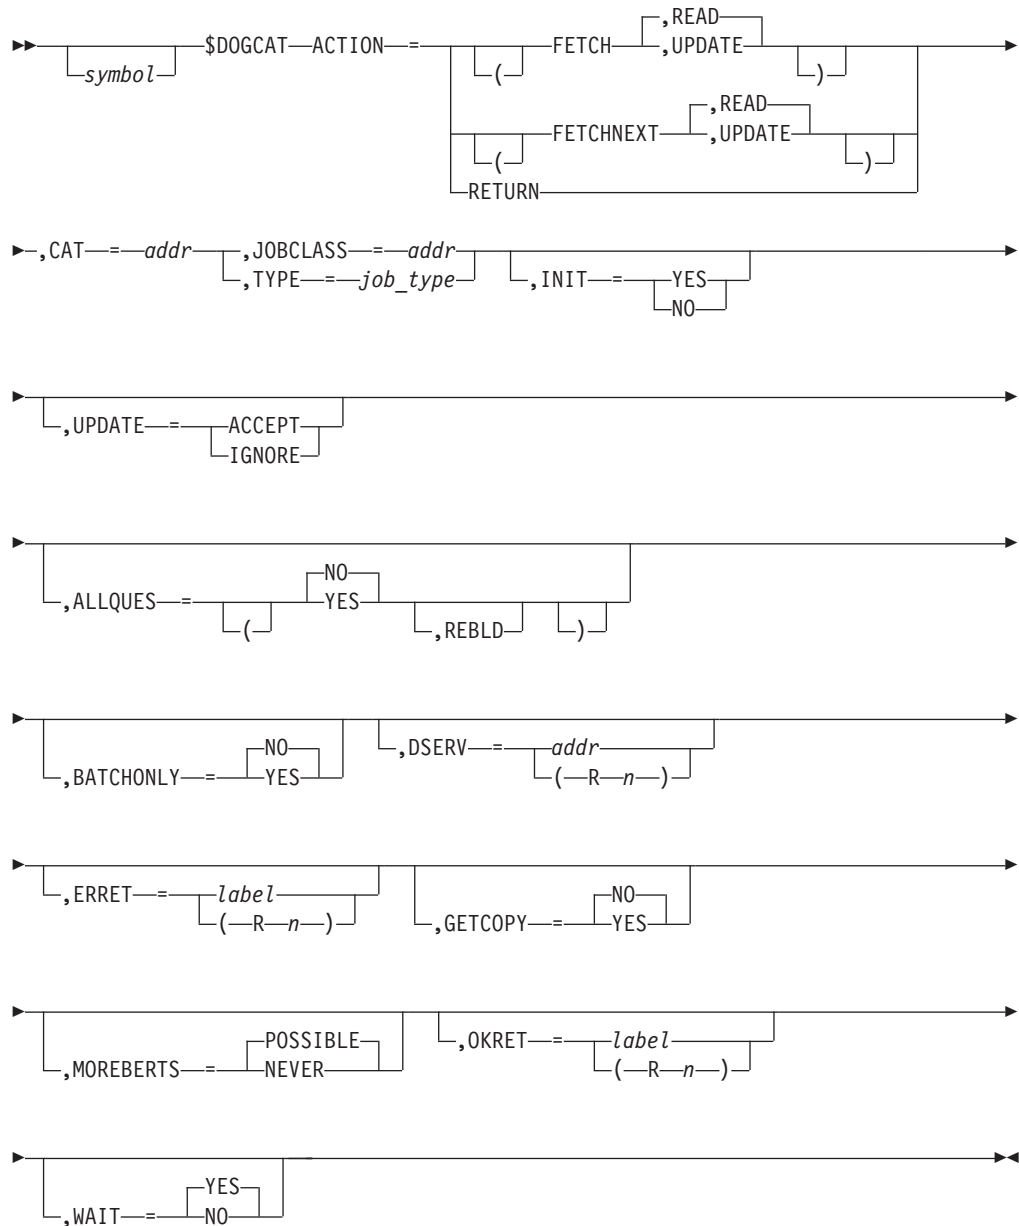 ,READ
$DOGCAT ACTION = FETCH ,UPDATE
symbol ( )
,READ
FETCHNEXT ,UPDATE
( )
RETURN
,CAT = addr ,JOBCLASS = addr
,TYPE = job_type ,INIT = YES
NO
,UPDATE = ACCEPT
IGNORE
NO
,ALLQUES = YES
( ,REBLD )
NO
,DSERV = addr
,BATCHONLY = YES ( R n )
,ERRET = label NO
( R n ) ,GETCOPY = YES
POSSIBLE ,OKRET = label
,MOREBERTS = NEVER ( R n )
YES
,WAIT = NO